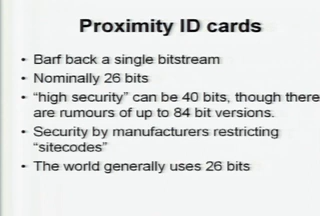 Proximity ID cards
• Barf back a single bitstream
• Nominally 26 bits
• “high security” can be 40 bits, though there
are rumours of up to 84 bit versions.
• Security by manufacturers restricting
“sitecodes”
• The world generally uses 26 bits